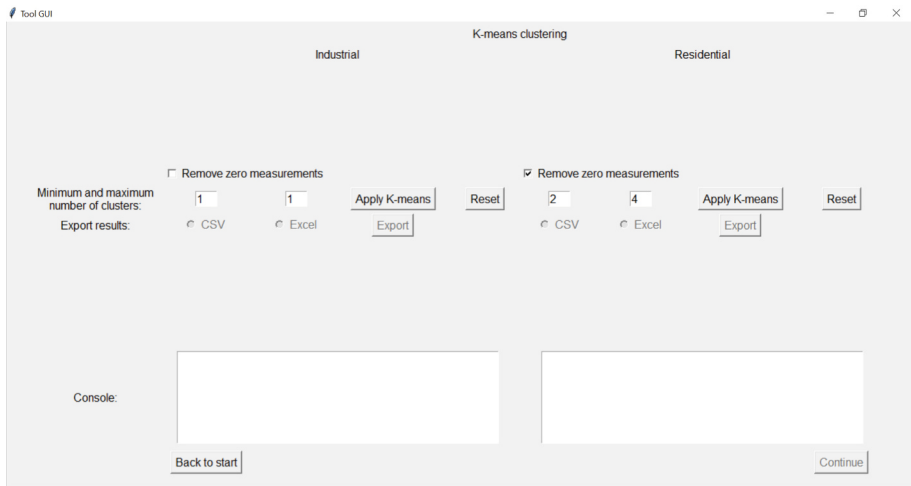 Tool GUI
K-means clustering
Industrial Residential
Remove zero measurements Remove zero measurements
Minimum and maximum
number of clusters: 1 1 Apply K-means Reset 2 4 Apply K-means Reset
Export results: CSV Excel Export CSV Excel Export
Console:
Back to start Continue